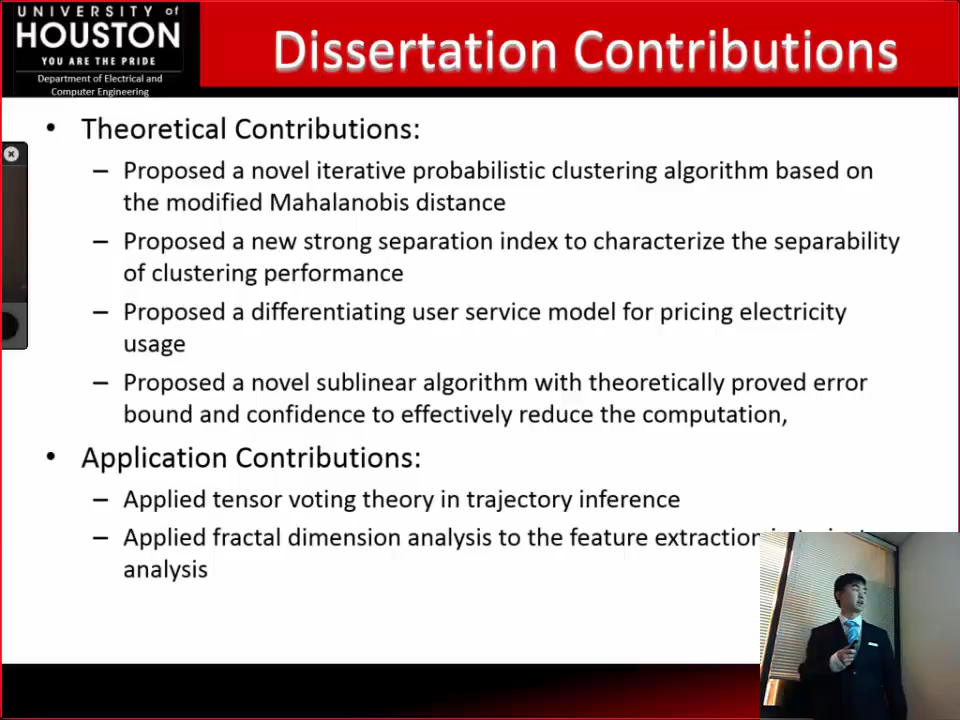 UNIVERSITY of
HOUSTON
YOU ARE THE PRIDE
Department of Electrical and
Computer Engineering
Dissertation Contributions
• Theoretical Contributions:
– Proposed a novel iterative probabilistic clustering algorithm based on
the modified Mahalanobis distance
– Proposed a new strong separation index to characterize the separability
of clustering performance
– Proposed a differentiating user service model for pricing electricity
usage
– Proposed a novel sublinear algorithm with theoretically proved error
bound and confidence to effectively reduce the computation,
• Application Contributions:
– Applied tensor voting theory in trajectory inference
– Applied fractal dimension analysis to the feature extraction
analysis